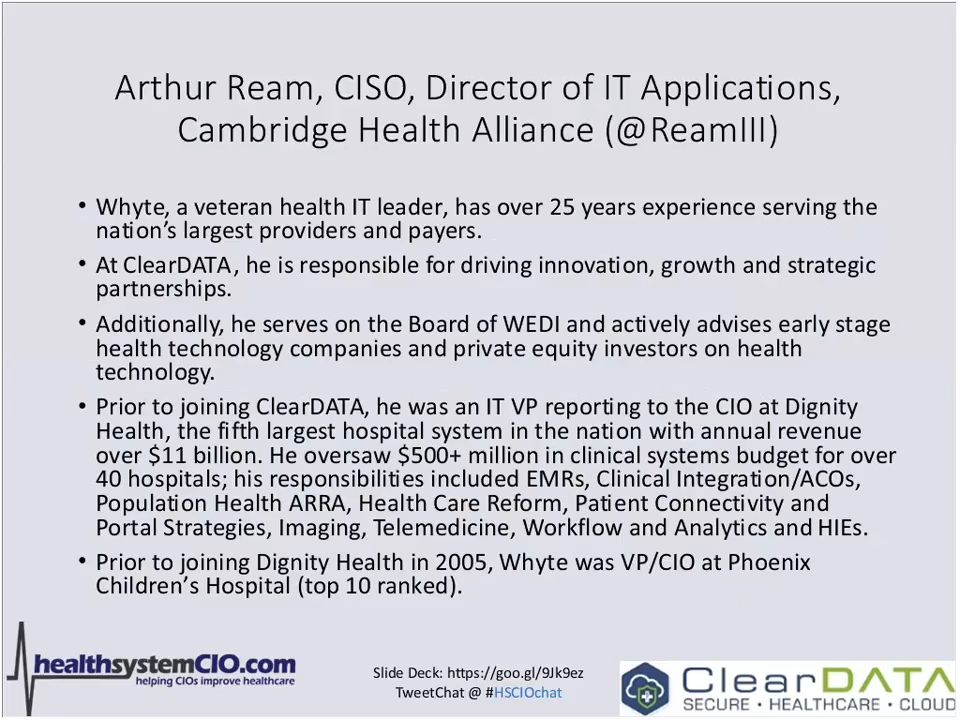 Arthur Ream, CISO, Director of IT Applications,
Cambridge Health Alliance (@ReamIII)
• Whyte, a veteran health IT leader, has over 25 years experience serving the
nation’s largest providers and payers.
• At ClearDATA, he is responsible for driving innovation, growth and strategic
partnerships.
• Additionally, he serves on the Board of WEDI and actively advises early stage
health technology companies and private equity investors on health
technology.
• Prior to joining ClearDATA, he was an IT VP reporting to the CIO at Dignity
Health, the fifth largest hospital system in the nation with annual revenue
over $11 billion. He oversaw $500+ million in clinical systems budget for over
40 hospitals; his responsibilities included EMRs, Clinical Integration/ACOs,
Population Health ARRA, Health Care Reform, Patient Connectivity and
Portal Strategies, Imaging, Telemedicine, Workflow and Analytics and HIEs.
• Prior to joining Dignity Health in 2005, Whyte was VP/CIO at Phoenix
Children’s Hospital (top 10 ranked).
healthsystemCIO.com
helping CIOs improve healthcare
Slide Deck: https://goo.gl/9Jk9ez
TweetChat @ #HSCIOchat
ClearDATA
SECURE • HEALTHCARE • CLOUD